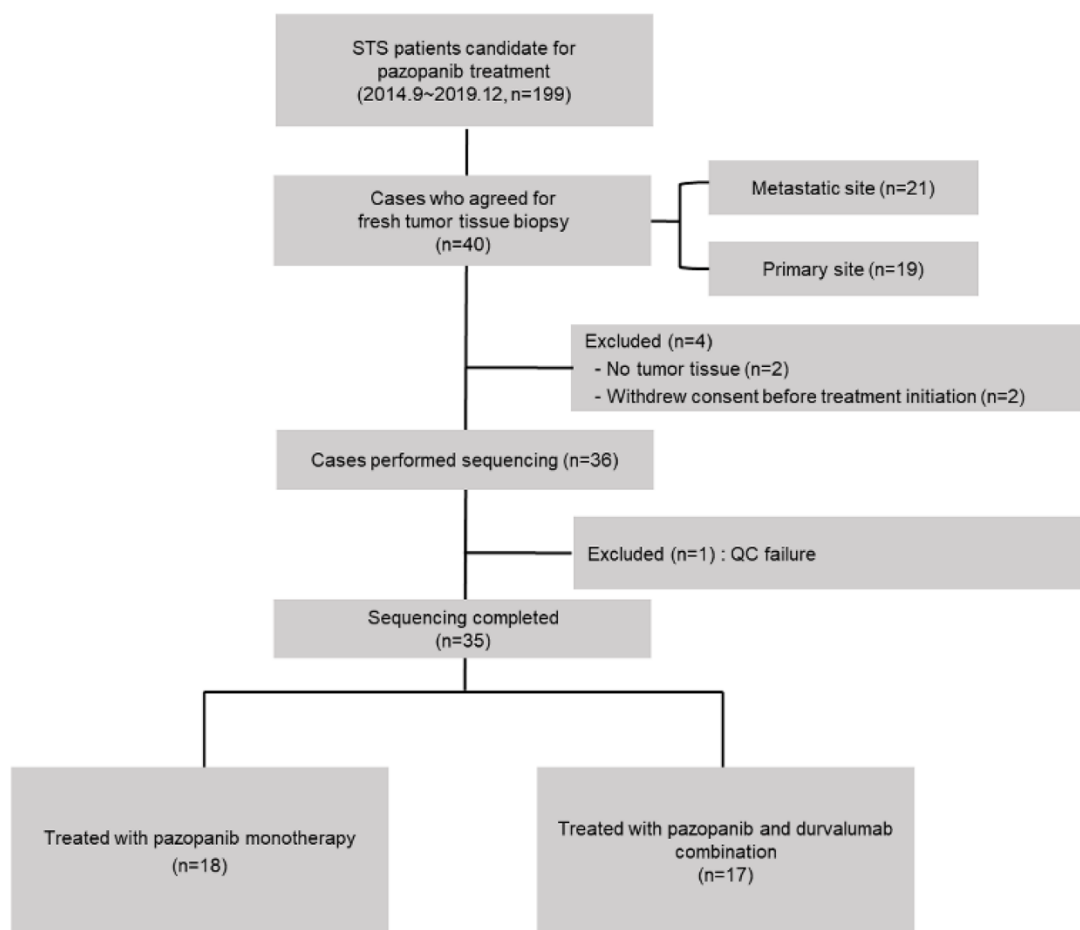 STS patients candidate for
pazopanib treatment
(2014.9~2019.12, n=199)
Cases who agreed for
fresh tumor tissue biopsy
(n=40)
Metastatic site (n=21)
Primary site (n=19)
Excluded (n=4)
- No tumor tissue (n=2)
- Withdrew consent before treatment initiation (n=2)
Cases performed sequencing (n=36)
Excluded (n=1) : QC failure
Sequencing completed
(n=35)
Treated with pazopanib monotherapy
(n=18)
Treated with pazopanib and durvalumab
combination
(n=17)